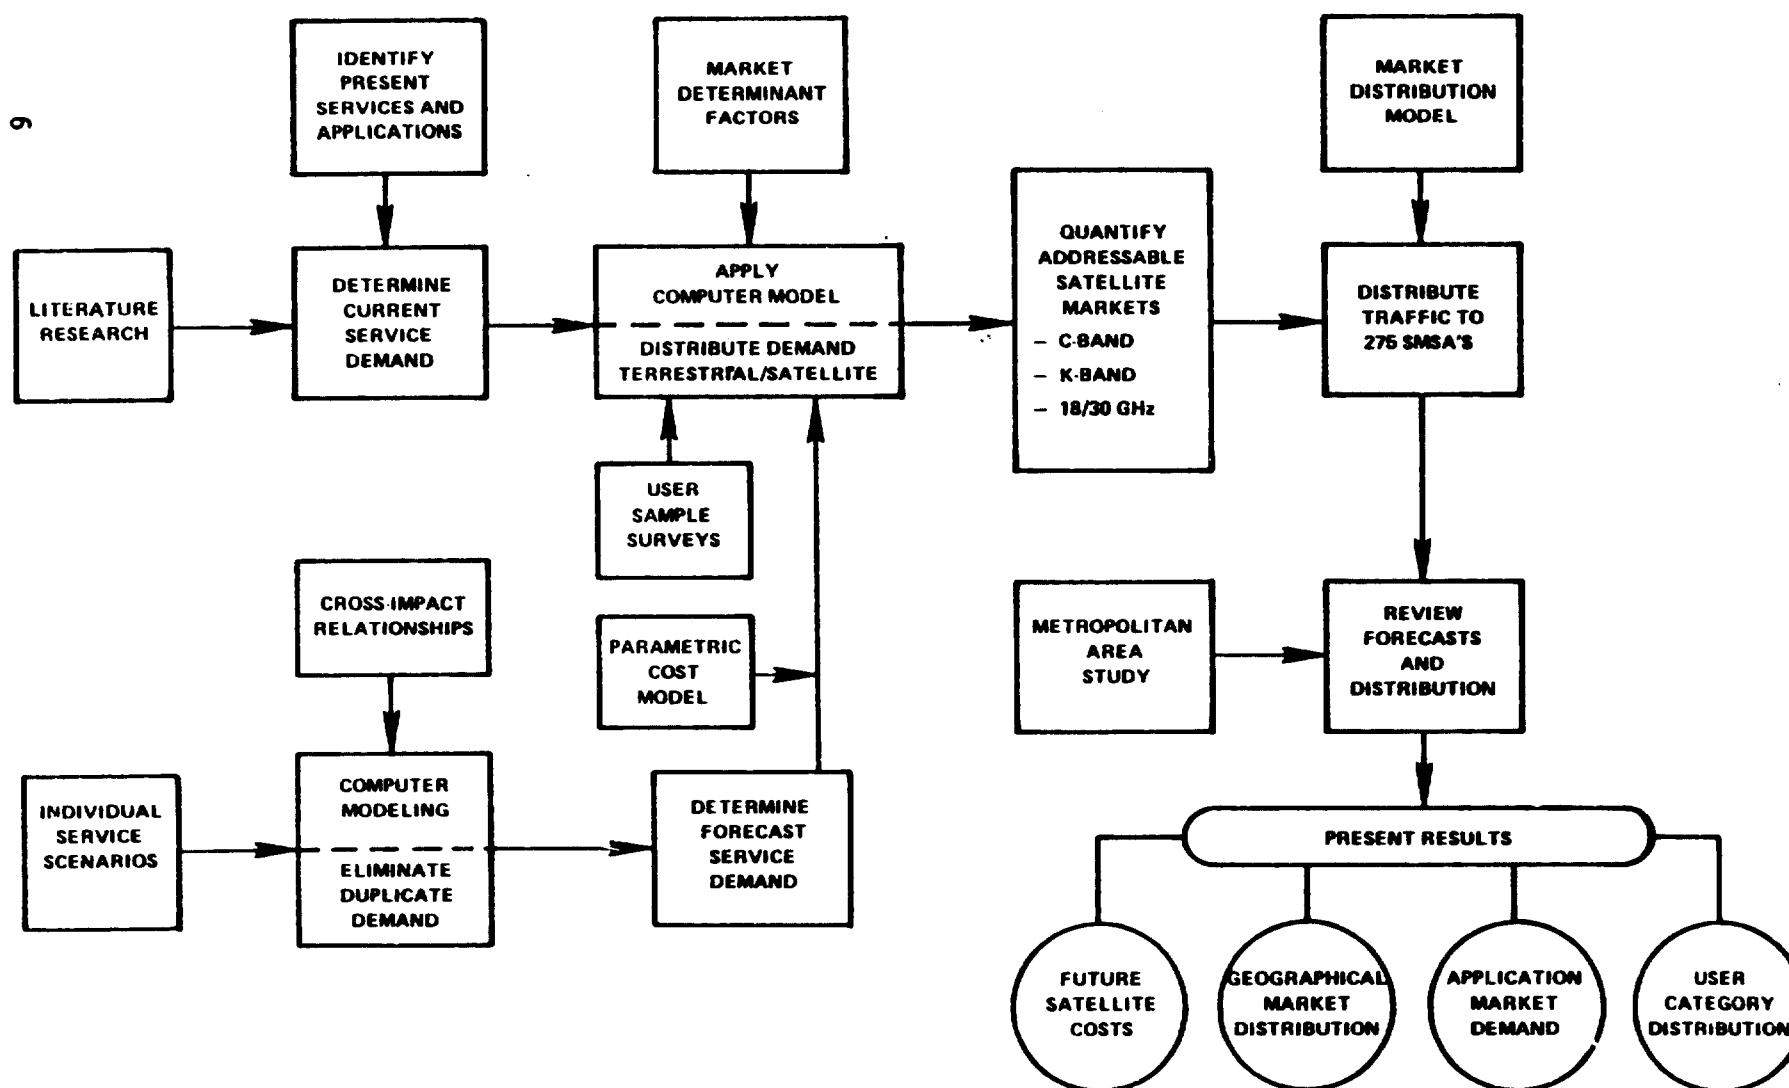 6
IDENTIFY
PRESENT
SERVICES AND
APPLICATIONS
MARKET
DETERMINANT
FACTORS
MARKET
DISTRIBUTION
MODEL
LITERATURE
RESEARCH
DETERMINE
CURRENT
SERVICE
DEMAND
APPLY
COMPUTER MODEL
DISTRIBUTE DEMAND
TERRESTRIAL/SATELLITE
QUANTIFY
ADDRESSABLE
SATELLITE
MARKETS
– C-BAND
– K-BAND
– 18/30 GHz
DISTRIBUTE
TRAFFIC TO
275 SMSA'S
USER
SAMPLE
SURVEYS
CROSS-IMPACT
RELATIONSHIPS
PARAMETRIC
COST
MODEL
METROPOLITAN
AREA
STUDY
REVIEW
FORECASTS
AND
DISTRIBUTION
INDIVIDUAL
SERVICE
SCENARIOS
COMPUTER
MODELING
ELIMINATE
DUPLICATE
DEMAND
DETERMINE
FORECAST
SERVICE
DEMAND
PRESENT RESULTS
FUTURE
SATELLITE
COSTS
GEOGRAPHICAL
MARKET
DISTRIBUTION
APPLICATION
MARKET
DEMAND
USER
CATEGORY
DISTRIBUTION